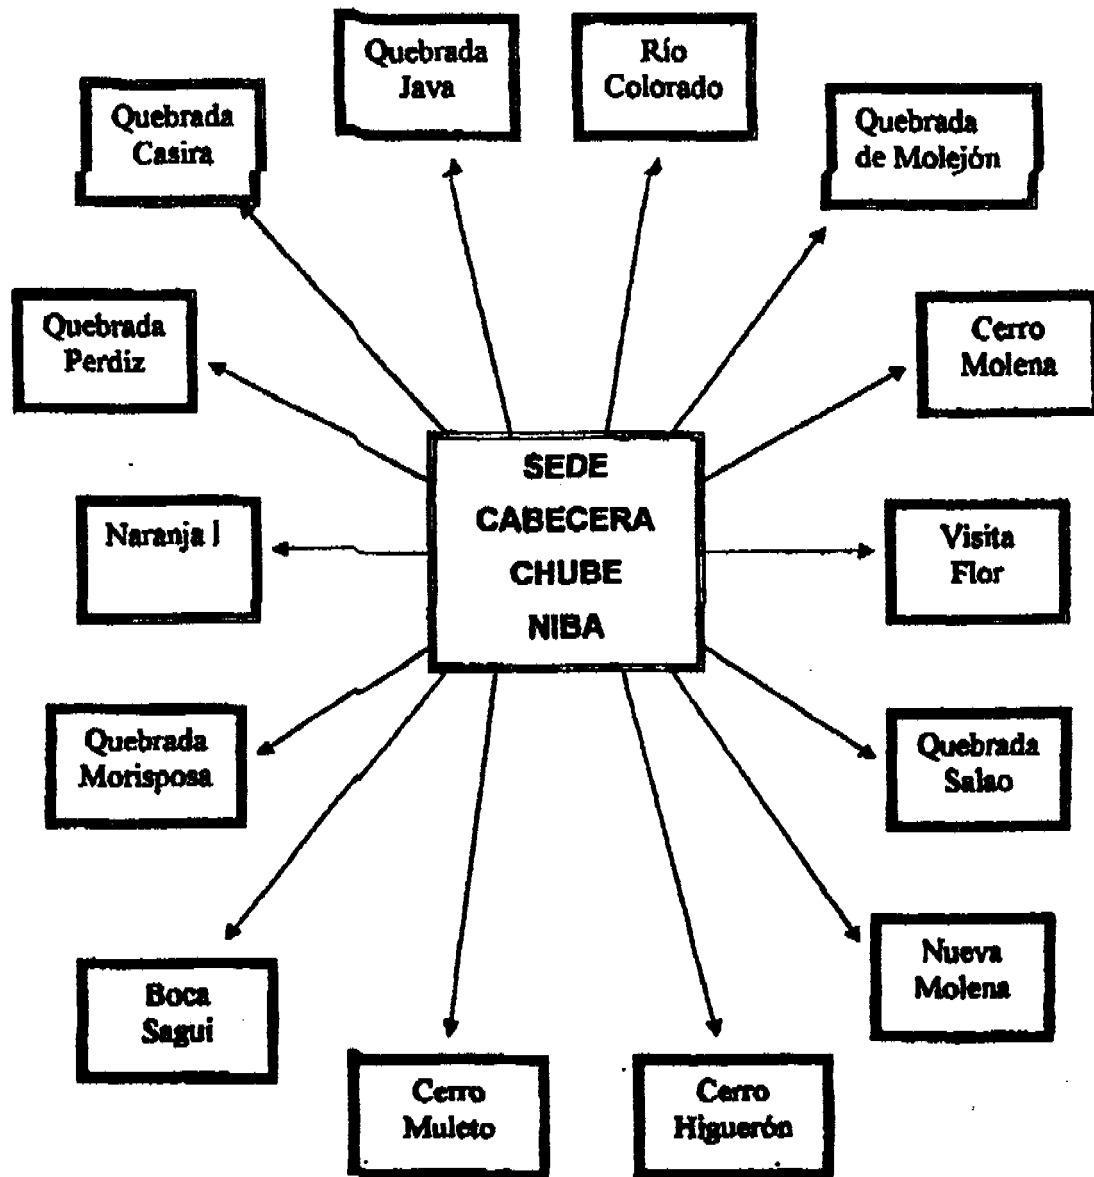 Quebrada
Java
Río
Colorado
Quebrada
Casira
Quebrada
de Molejón
Quebrada
Perdiz
Cerro
Molena
SEDE
CABECERA
CHUBE
NIBA
Naranjal
Visita
Flor
Quebrada
Morisposa
Quebrada
Salao
Boca
Sagui
Nueva
Molena
Cerro
Muleto
Cerro
Higuerón